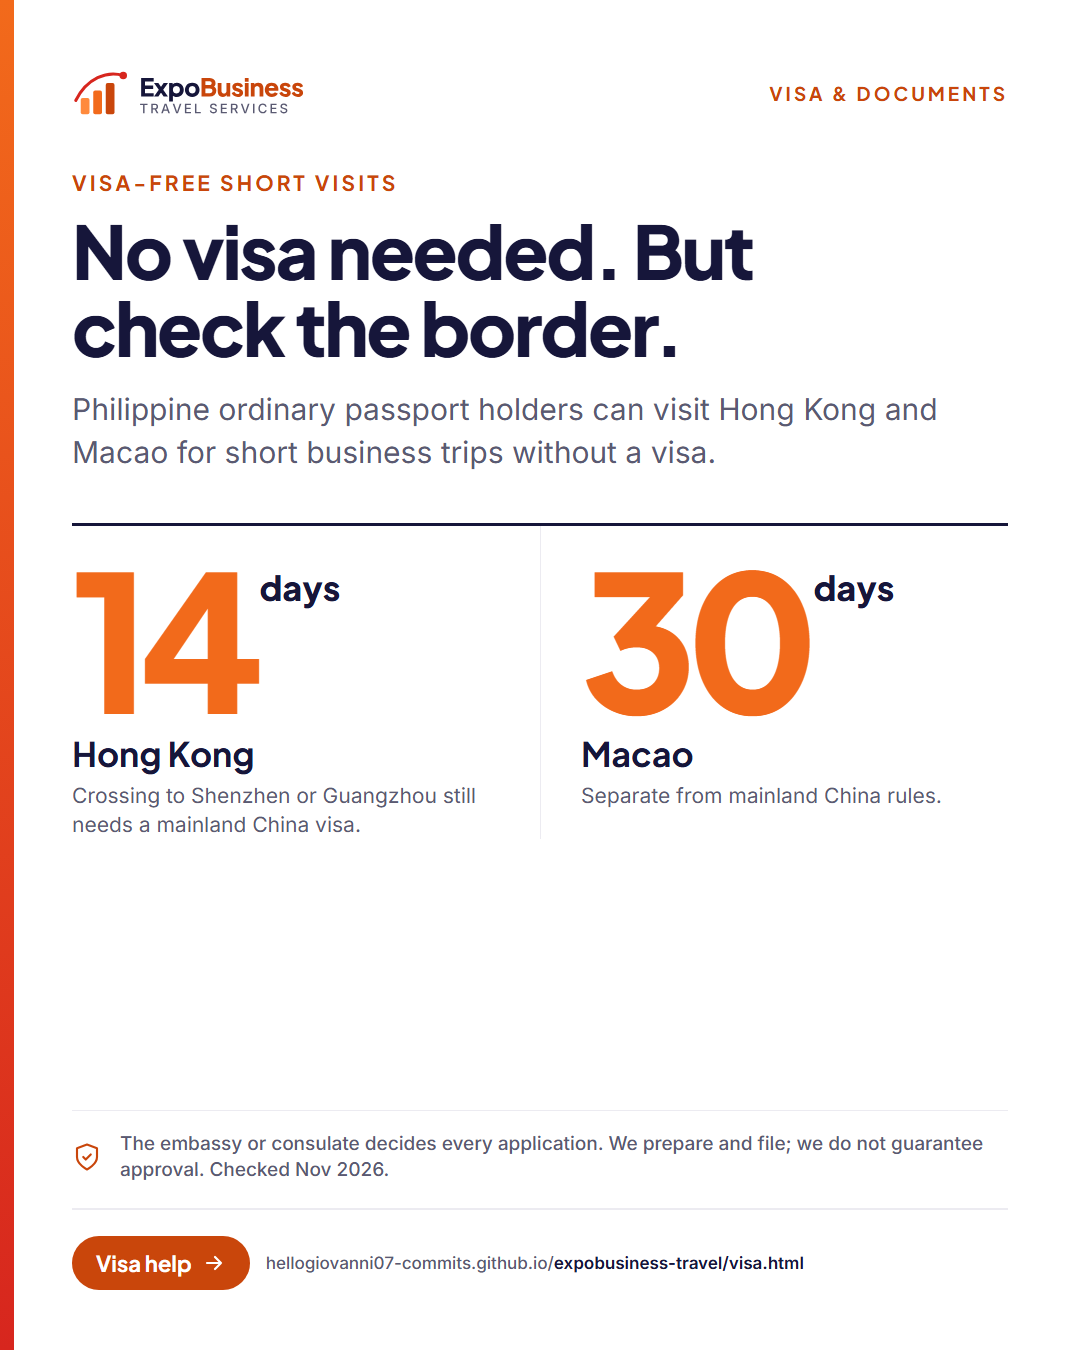 ExpoBusiness
TRAVEL SERVICES
VISA & DOCUMENTS
VISA-FREE SHORT VISITS
No visa needed. But
check the border.
Philippine ordinary passport holders can visit Hong Kong and
Macao for short business trips without a visa.
14 days
Hong Kong
Crossing to Shenzhen or Guangzhou still
needs a mainland China visa.
30 days
Macao
Separate from mainland China rules.
The embassy or consulate decides every application. We prepare and file; we do not guarantee
approval. Checked Nov 2026.
Visa help →
hellogiovanni07-commits.github.io/expobusiness-travel/visa.html